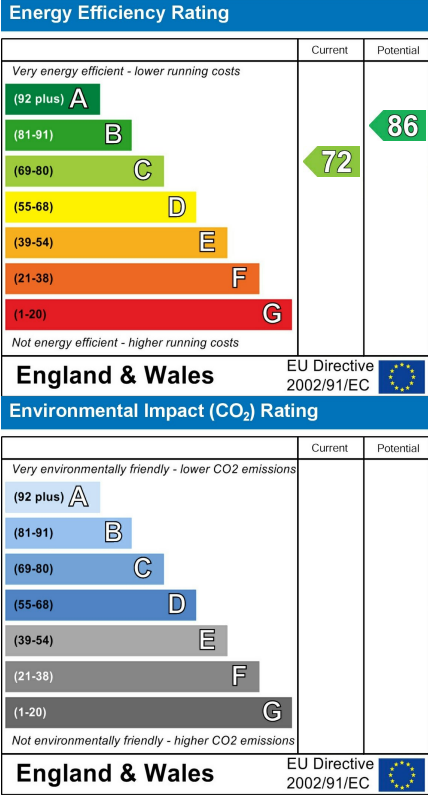 Energy Efficiency Rating
Current Potential
Very energy efficient - lower running costs
(92 plus) A
(81-91) B
86
(69-80) C
72
(55-68) D
(39-54) E
(21-38) F
(1-20) G
Not energy efficient - higher running costs
England & Wales
EU Directive
2002/91/EC
Environmental Impact (CO₂) Rating
Current Potential
Very environmentally friendly - lower CO2 emissions
(92 plus) A
(81-91) B
(69-80) C
(55-68) D
(39-54) E
(21-38) F
(1-20) G
Not environmentally friendly - higher CO2 emissions
England & Wales
EU Directive
2002/91/EC